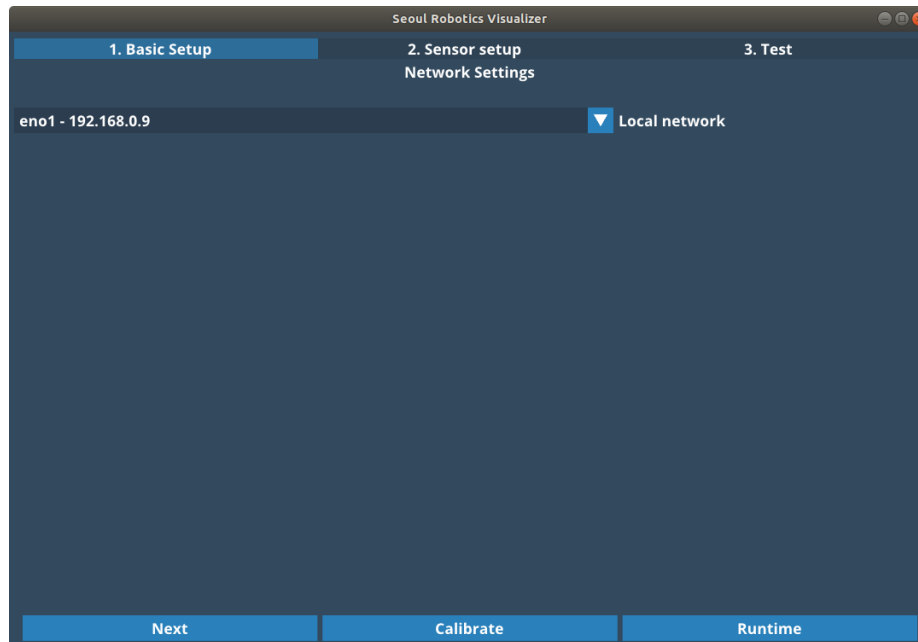 Seoul Robotics Visualizer
1. Basic Setup 2. Sensor setup 3. Test
Network Settings
eno1 - 192.168.0.9 Local network
Next Calibrate Runtime